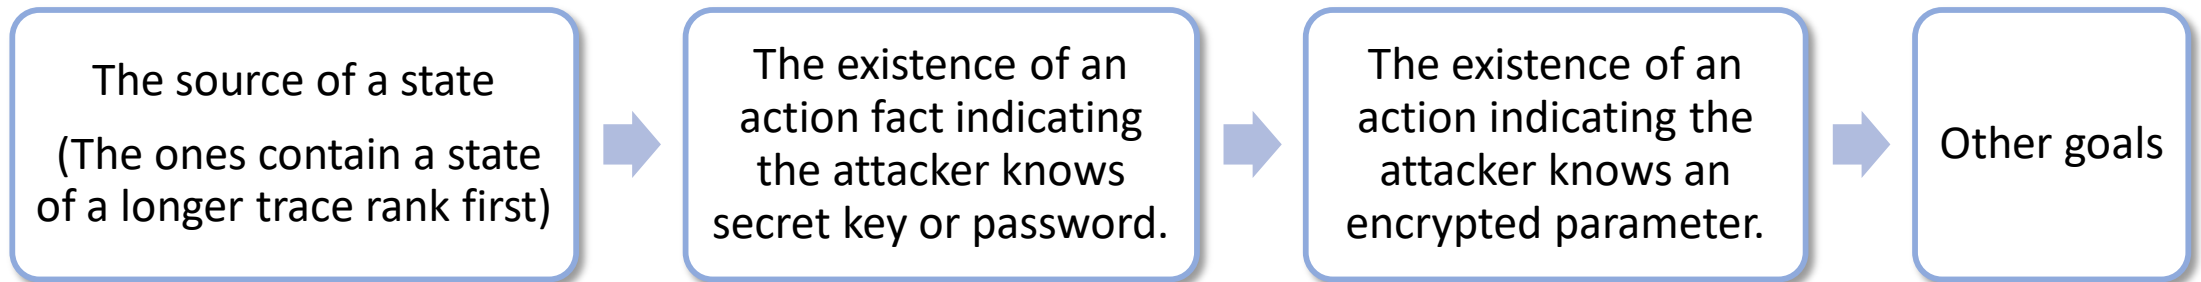 The source of a state
(The ones contain a state
of a longer trace rank first)
The existence of an
action fact indicating
the attacker knows
secret key or password.
The existence of an
action indicating the
attacker knows an
encrypted parameter.
Other goals